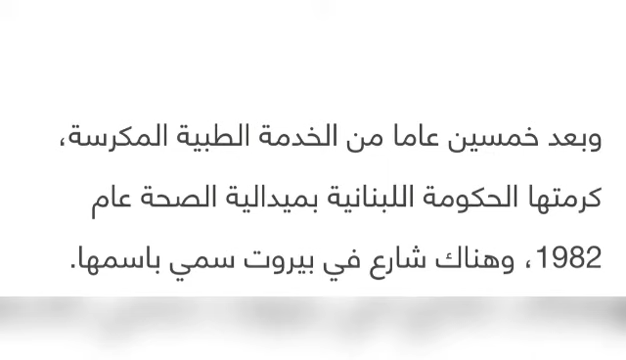 وبعد خمسين عاما من الخدمة الطبية المكرسة،
كرمتها الحكومة اللبنانية بميدالية الصحة عام
1982، وهناك شارع في بيروت سمي باسمها.